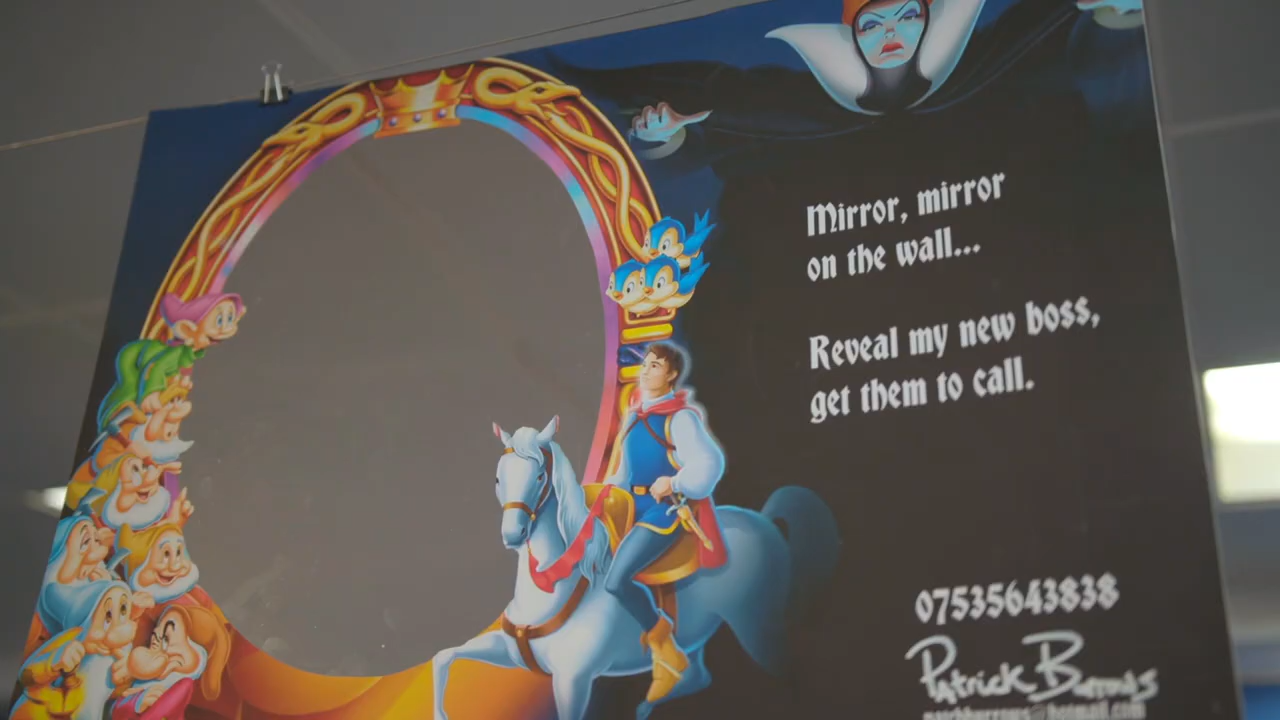 Mirror, mirror
on the wall...
Reveal my new boss,
get them to call.
07535643838
Patrick Burrows